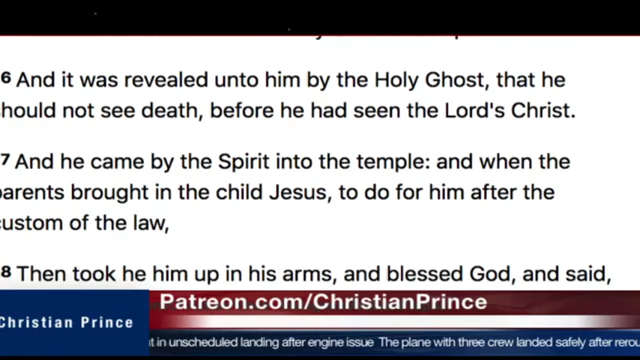 6 And it was revealed unto him by the Holy Ghost, that he
should not see death, before he had seen the Lord's Christ.
7 And he came by the Spirit into the temple: and when the
parents brought in the child Jesus, to do for him after the
custom of the law,
8 Then took he him up in his arms, and blessed God, and said,
Patreon.com/ChristianPrince
Christian Prince
in unscheduled landing after engine issue The plane with three crew landed safely after